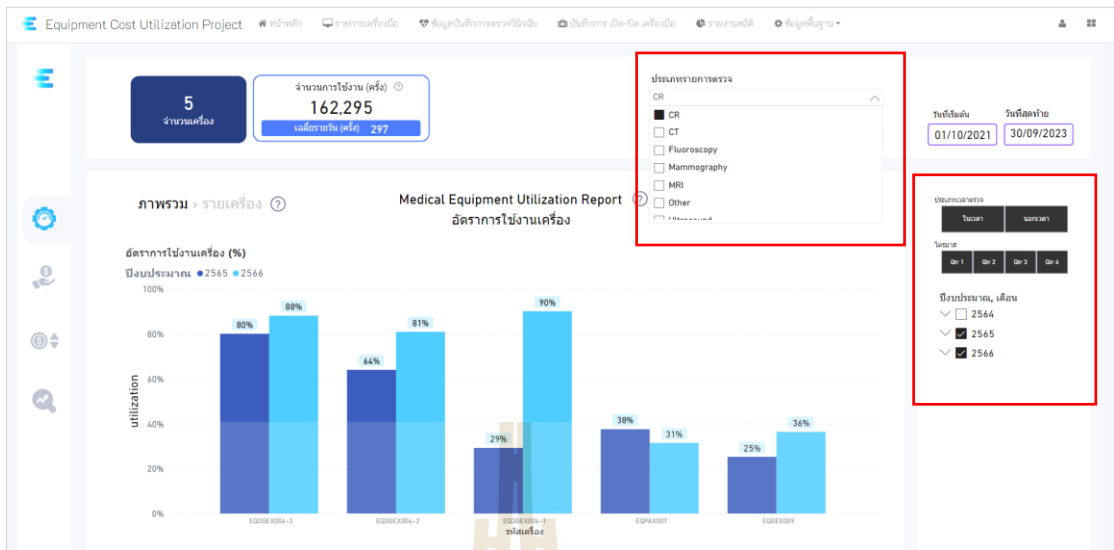 Equipment Cost Utilization Project
หน้าหลัก
รายการเครื่องมือ
ข้อมูลบันทึกการตรวจวินิจฉัย
บันทึกการ เปิด-ปิด เครื่องมือ
รายงานสถิติ
ข้อมูลพื้นฐาน
5
จำนวนเครื่อง
จำนวนการใช้งาน (ครั้ง)
162,295
เฉลี่ยรายวัน (ครั้ง) 297
ประเภทรายการตรวจ
CR
CR
CT
Fluoroscopy
Mammography
MRI
Other
Ultrasound
วันที่เริ่มต้น
วันที่สุดท้าย
01/10/2021
30/09/2023
ภาพรวม > รายเครื่อง
Medical Equipment Utilization Report
อัตราการใช้งานเครื่อง
อัตราการใช้งานเครื่อง (%)
ปีงบประมาณ 2565 2566
100%
80%
60%
40%
20%
0%
utilization
80%
88%
64%
81%
29%
90%
38%
31%
25%
36%
EQDGEX004-3
EQDGEX004-2
EQDGEX004-1
EQPAX007
EQGEX009
รหัสเครื่อง
ประเภทเวลาตรวจ
ในเวลา
นอกเวลา
ไตรมาส
Qtr 1
Qtr 2
Qtr 3
Qtr 4
ปีงบประมาณ, เดือน
2564
2565
2566